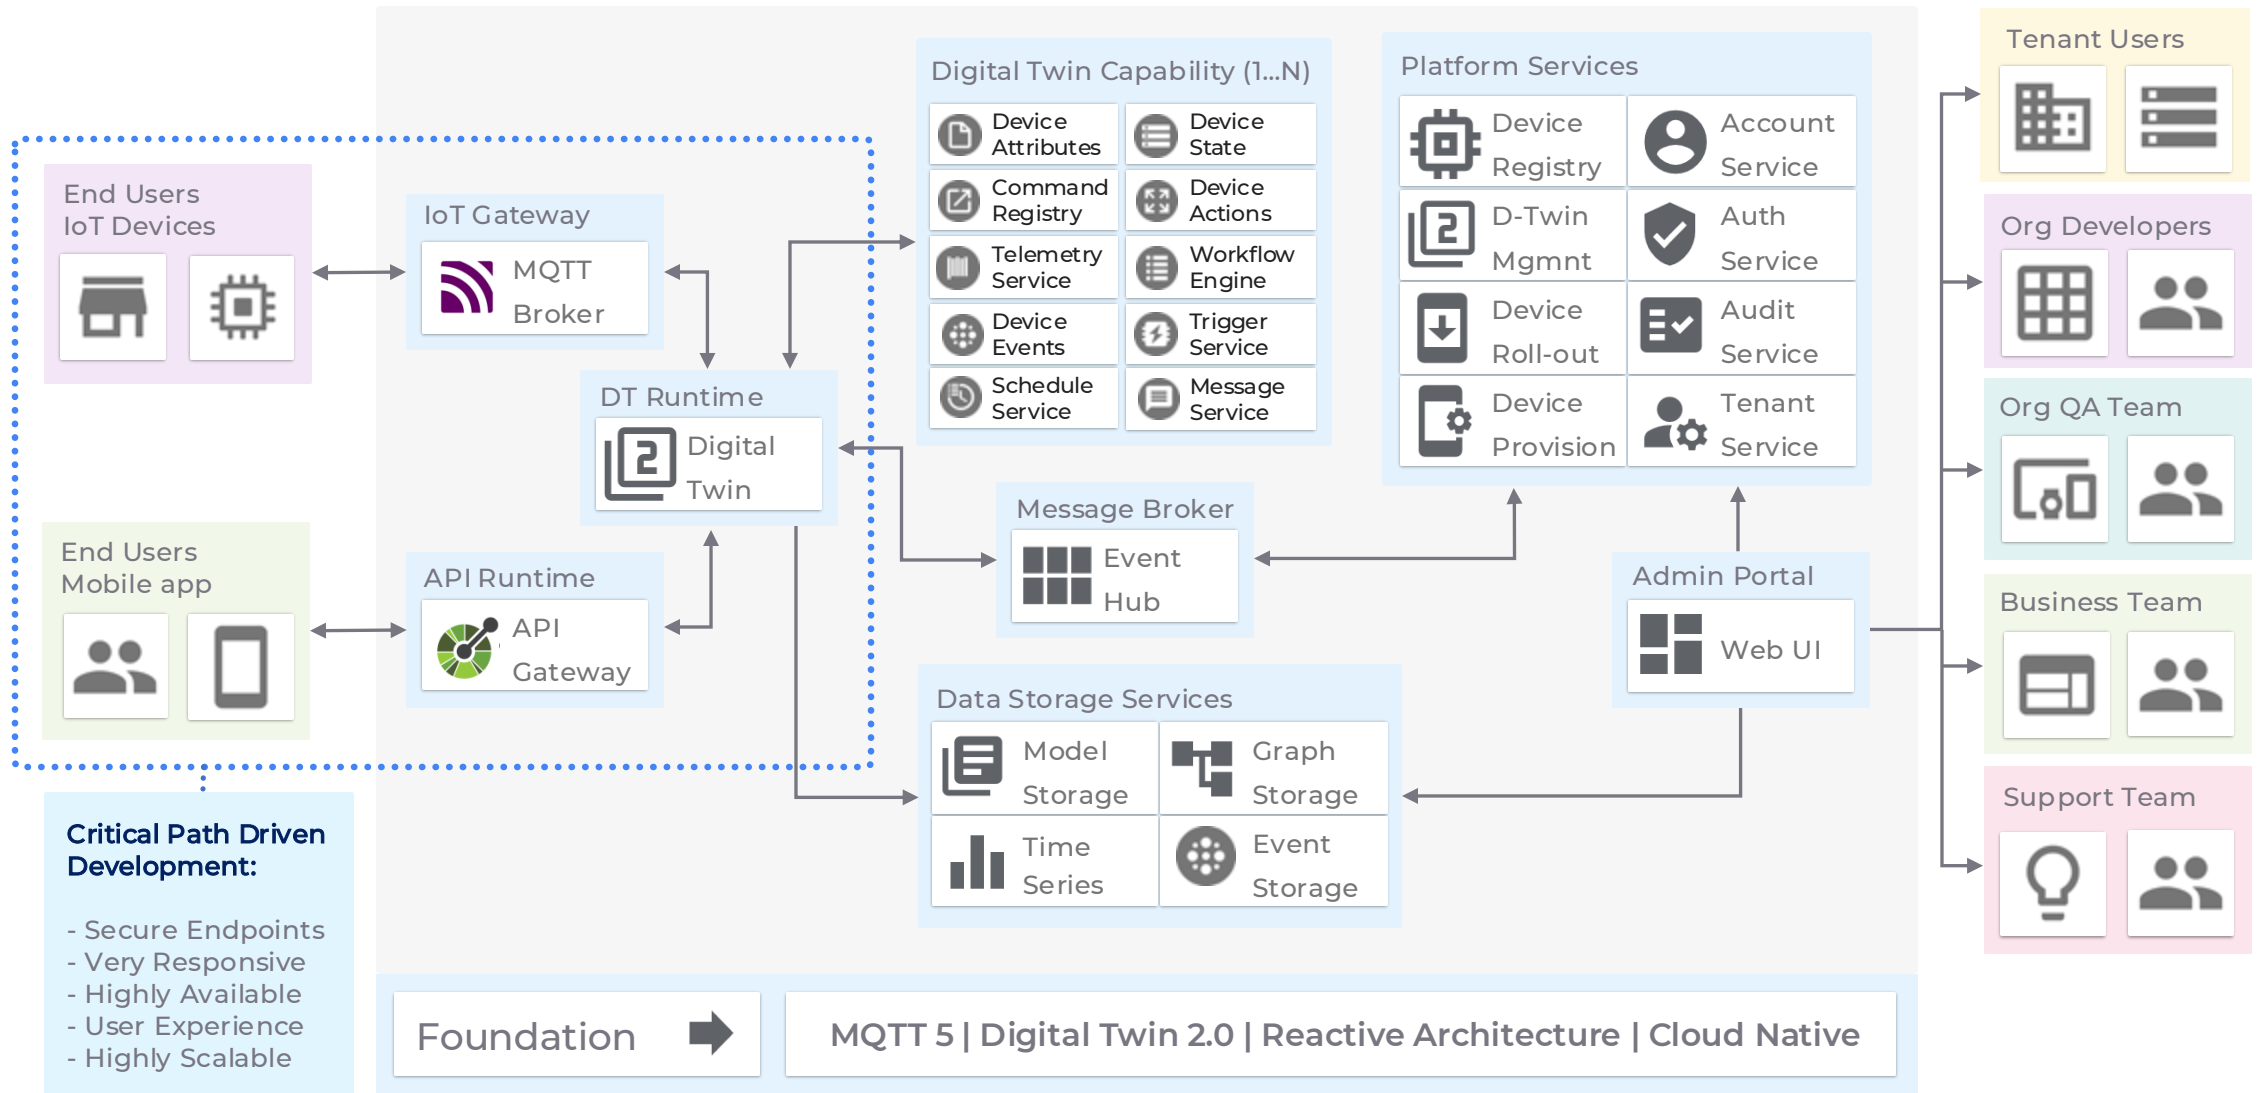 End Users
IoT Devices
End Users
Mobile app
Critical Path Driven
Development:
- Secure Endpoints
- Very Responsive
- Highly Available
- User Experience
- Highly Scalable
IoT Gateway
MQTT
Broker
DT Runtime
2
Digital
Twin
API Runtime
API
Gateway
Digital Twin Capability (1...N)
Device
Attributes
Device
State
Command
Registry
Device
Actions
Telemetry
Service
Workflow
Engine
Device
Events
Trigger
Service
Schedule
Service
Message
Service
Message Broker
Event
Hub
Data Storage Services
Model
Storage
Graph
Storage
Time
Series
Event
Storage
Platform Services
Device
Registry
Account
Service
2
D-Twin
Mgmnt
Auth
Service
Device
Roll-out
Audit
Service
Device
Provision
Tenant
Service
Admin Portal
Web UI
Tenant Users
Org Developers
Org QA Team
Business Team
Support Team
Foundation
MQTT 5 | Digital Twin 2.0 | Reactive Architecture | Cloud Native